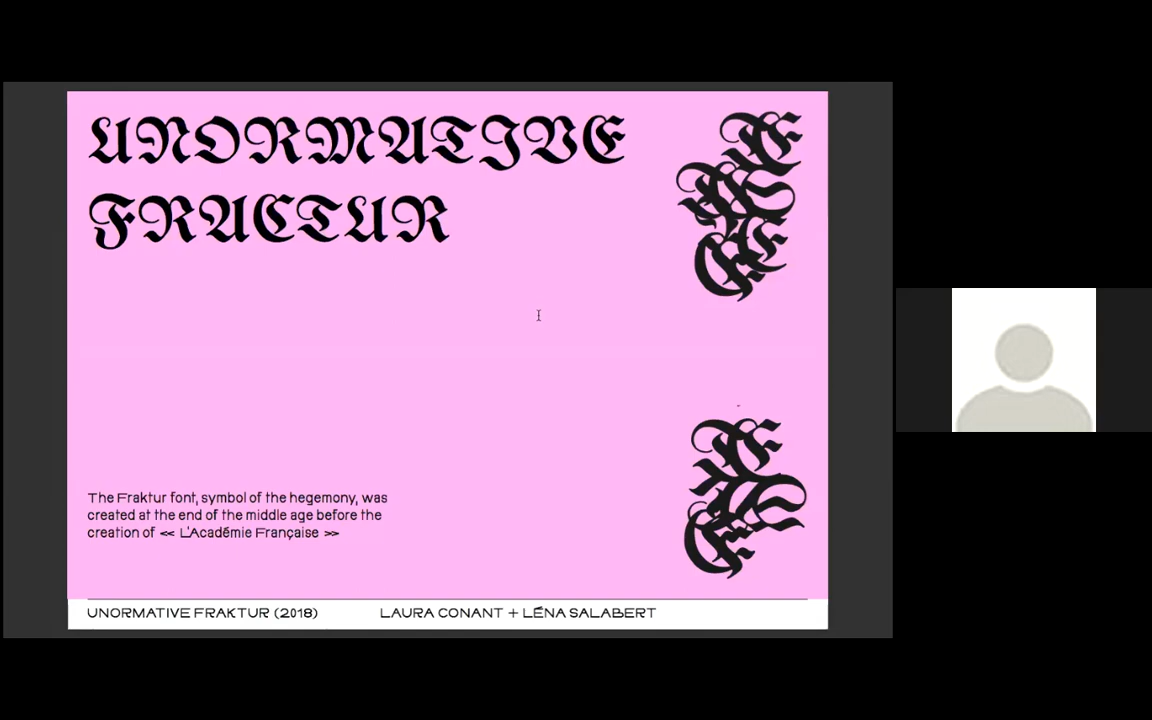 UNORMATIVE
FRACTUR
The Fraktur font, symbol of the hegemony, was
created at the end of the middle age before the
creation of << L'Académie Française >>
UNORMATIVE FRAKTUR (2018) LAURA CONANT + LÉNA SALABERT